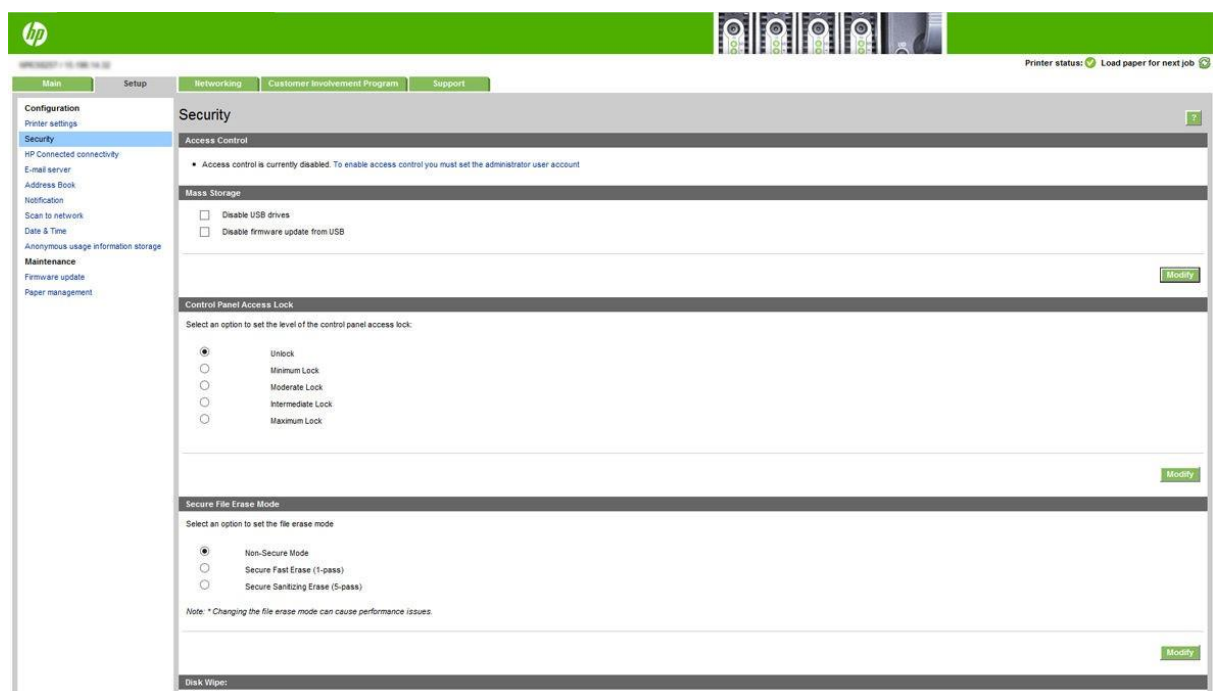 hp
Printer status: Load paper for next job
Main Setup Networking Customer Involvement Program Support
Configuration
Printer settings
Security
HP Connected connectivity
E-mail server
Address Book
Notification
Scan to network
Date & Time
Anonymous usage information storage
Maintenance
Firmware update
Paper management
Security
?
Access Control
Access control is currently disabled. To enable access control you must set the administrator user account
Mass Storage
Disable USB drives
Disable firmware update from USB
Modify
Control Panel Access Lock
Select an option to set the level of the control panel access lock:
Unlock
Minimum Lock
Moderate Lock
Intermediate Lock
Maximum Lock
Modify
Secure File Erase Mode
Select an option to set the file erase mode
Non-Secure Mode
Secure Fast Erase (1-pass)
Secure Sanitizing Erase (5-pass)
Note: * Changing the file erase mode can cause performance issues.
Modify
Disk Wipe: